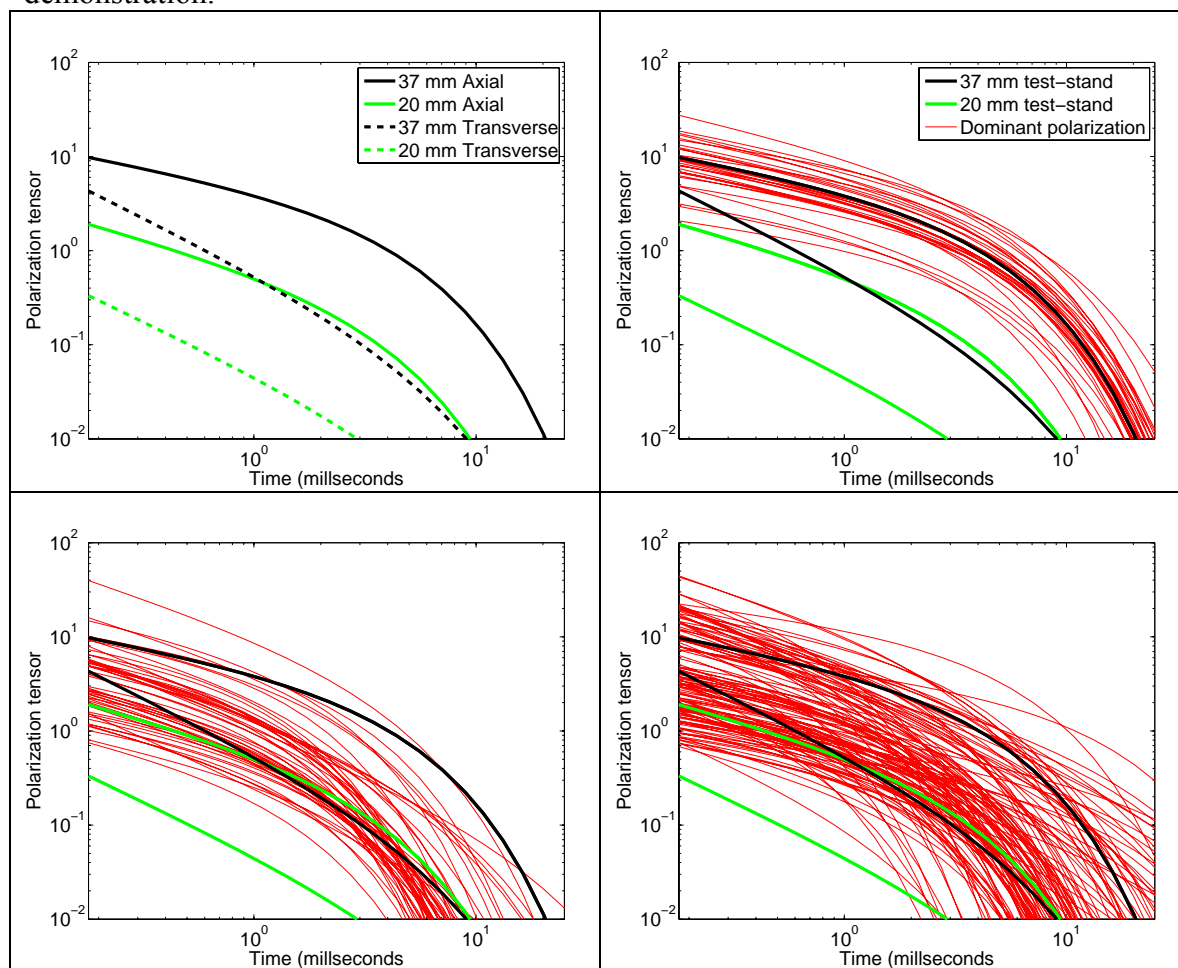 demonstration.
10^2
10^1
10^0
10^-1
10^-2
Polarization tensor
37 mm Axial
20 mm Axial
37 mm Transverse
20 mm Transverse
10^0
10^1
Time (millseconds
10^2
10^1
10^0
10^-1
10^-2
Polarization tensor
37 mm test-stand
20 mm test-stand
Dominant polarization
10^0
10^1
Time (millseconds
10^2
10^1
10^0
10^-1
10^-2
Polarization tensor
10^0
10^1
Time (millseconds
10^2
10^1
10^0
10^-1
10^-2
Polarization tensor
10^0
10^1
Time (millseconds